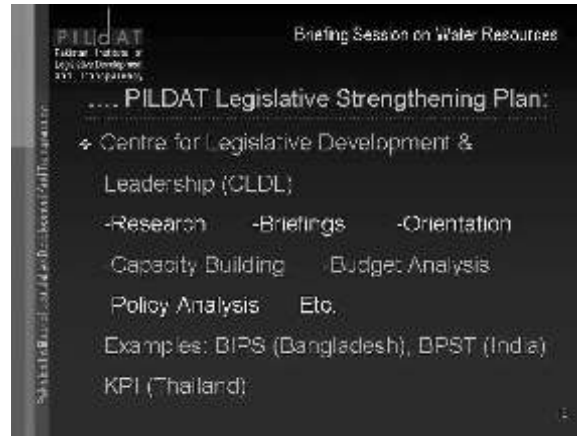 PILDAT
Pakistan Institute of
Legislative Development
and Transparency
Briefing Session on Water Resources
.... PILDAT Legislative Strengthening Plan:
Centre for Legislative Development &
Leadership (CLDL)
-Research -Briefings -Orientation
-Capacity Building -Budget Analysis
Policy Analysis Etc.
Examples: BIPS (Bangladesh), BPST (India)
KPI (Thailand)